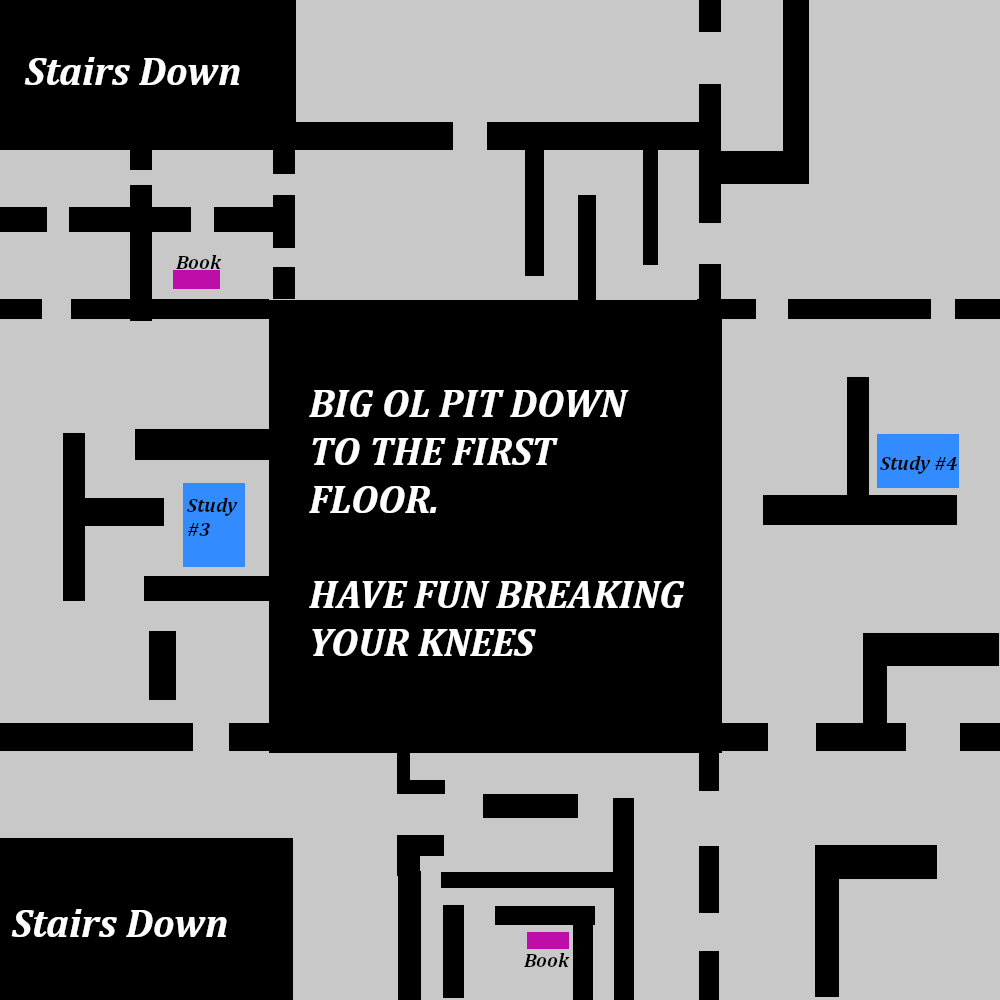 Stairs Down
Book
BIG OL PIT DOWN
TO THE FIRST
FLOOR.
HAVE FUN BREAKING
YOUR KNEES
Study #4
Study
#3
Stairs Down
Book